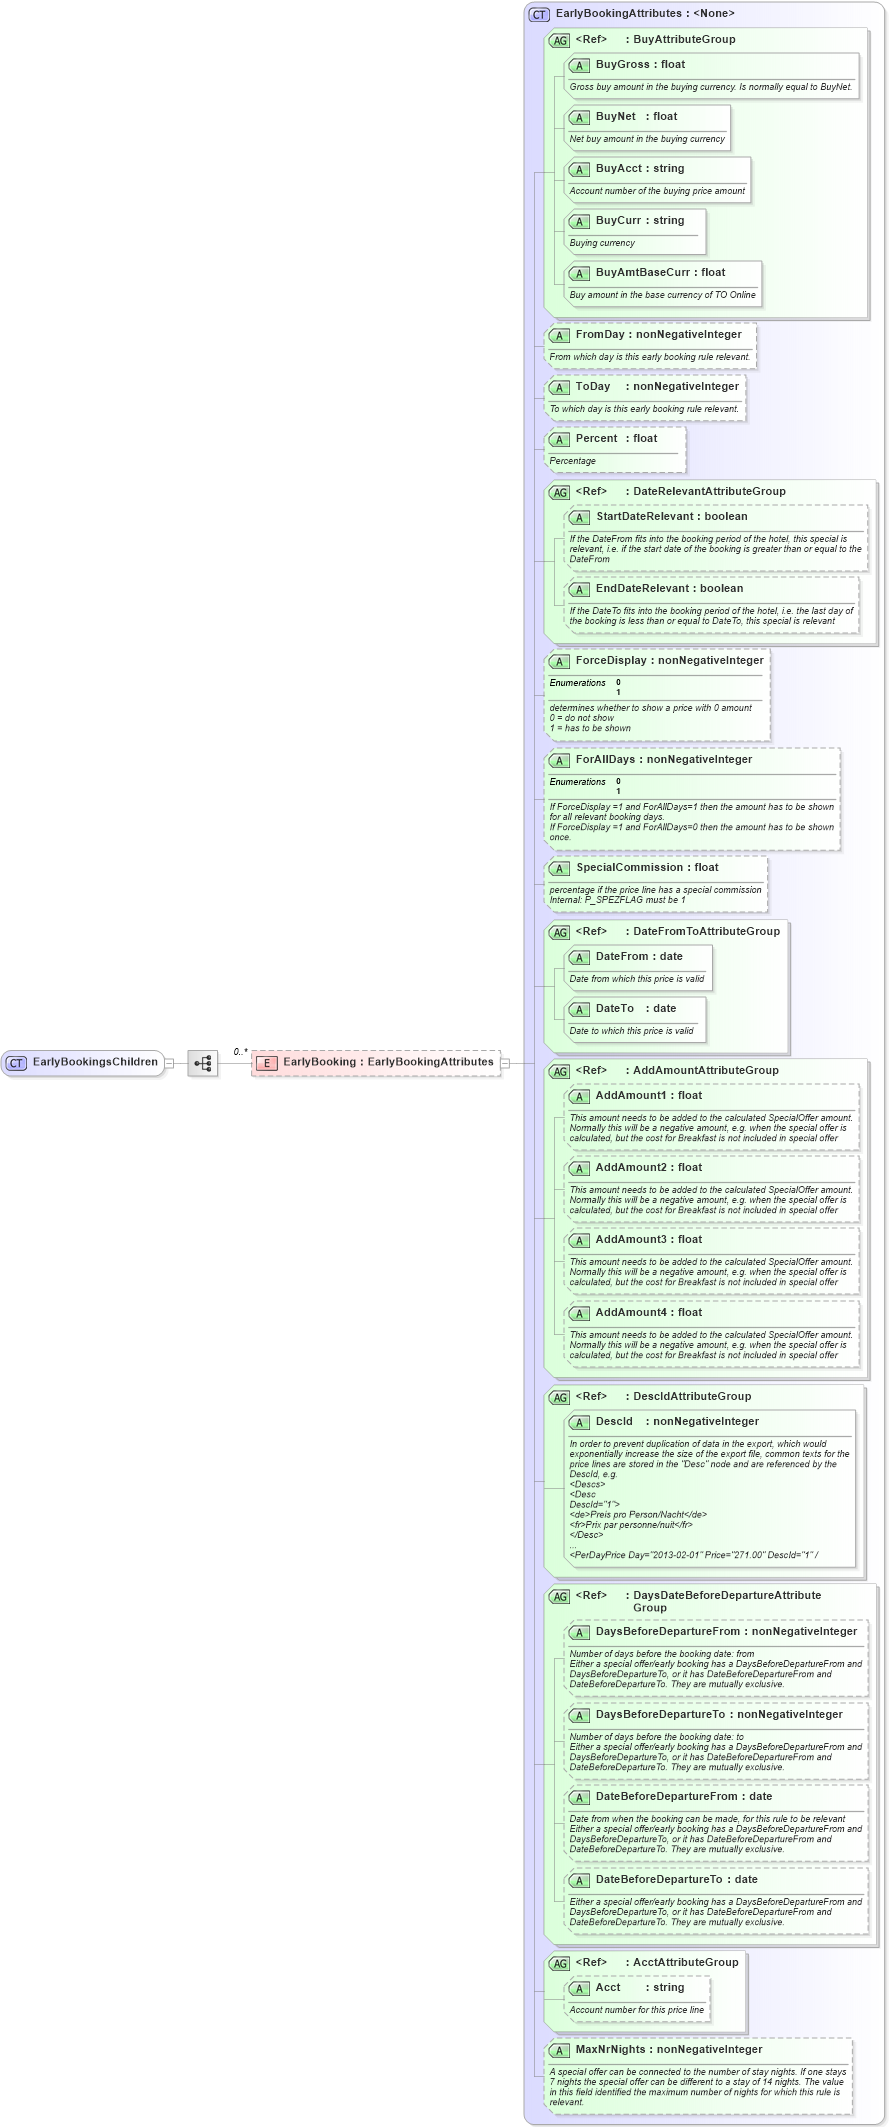 CT EarlyBookingAttributes : <None>
AG <Ref> : BuyAttributeGroup
A BuyGross : float
Gross buy amount in the buying currency. Is normally equal to BuyNet.
A BuyNet : float
Net buy amount in the buying currency
A BuyAcct : string
Account number of the buying price amount
A BuyCurr : string
Buying currency
A BuyAmtBaseCurr : float
Buy amount in the base currency of TO Online
A FromDay : nonNegativeInteger
From which day is this early booking rule relevant.
A ToDay : nonNegativeInteger
To which day is this early booking rule relevant.
A Percent : float
Percentage
AG <Ref> : DateRelevantAttributeGroup
A StartDateRelevant : boolean
If the DateFrom fits into the booking period of the hotel, this special is
relevant, i.e. if the start date of the booking is greater than or equal to the
DateFrom
A EndDateRelevant : boolean
If the DateTo fits into the booking period of the hotel, i.e. the last day of
the booking is less than or equal to DateTo, this special is relevant
A ForceDisplay : nonNegativeInteger
Enumerations 0
1
determines whether to show a price with 0 amount
0 = do not show
1 = has to be shown
A ForAllDays : nonNegativeInteger
Enumerations 0
1
If ForceDisplay =1 and ForAllDays=1 then the amount has to be shown
for all relevant booking days.
If ForceDisplay =1 and ForAllDays=0 then the amount has to be shown
once.
A SpecialCommission : float
percentage if the price line has a special commission
Internal: P_SPEZFLAG must be 1
AG <Ref> : DateFromToAttributeGroup
A DateFrom : date
Date from which this price is valid
A DateTo : date
Date to which this price is valid
CT EarlyBookingsChildren
0..*
E EarlyBooking : EarlyBookingAttributes
AG <Ref> : AddAmountAttributeGroup
A AddAmount1 : float
This amount needs to be added to the calculated SpecialOffer amount.
Normally this will be a negative amount, e.g. when the special offer is
calculated, but the cost for Breakfast is not included in special offer
A AddAmount2 : float
This amount needs to be added to the calculated SpecialOffer amount.
Normally this will be a negative amount, e.g. when the special offer is
calculated, but the cost for Breakfast is not included in special offer
A AddAmount3 : float
This amount needs to be added to the calculated SpecialOffer amount.
Normally this will be a negative amount, e.g. when the special offer is
calculated, but the cost for Breakfast is not included in special offer
A AddAmount4 : float
This amount needs to be added to the calculated SpecialOffer amount.
Normally this will be a negative amount, e.g. when the special offer is
calculated, but the cost for Breakfast is not included in special offer
AG <Ref> : DescIdAttributeGroup
A DescId : nonNegativeInteger
In order to prevent duplication of data in the export, which would
exponentially increase the size of the export file, common texts for the
price lines are stored in the "Desc" node and are referenced by the
DescId, e.g.
<Descs>
<Desc
DescId="1">
<de>Preis pro Person/Nacht</de>
<fr>Prix par personne/nuit</fr>
</Desc>
...
<PerDayPrice Day="2013-02-01" Price="271.00" DescId="1" /
AG <Ref> : DaysDateBeforeDepartureAttribute
Group
A DaysBeforeDepartureFrom : nonNegativeInteger
Number of days before the booking date: from
Either a special offer/early booking has a DaysBeforeDepartureFrom and
DaysBeforeDepartureTo, or it has DateBeforeDepartureFrom and
DateBeforeDepartureTo. They are mutually exclusive.
A DaysBeforeDepartureTo : nonNegativeInteger
Number of days before the booking date: to
Either a special offer/early booking has a DaysBeforeDepartureFrom and
DaysBeforeDepartureTo, or it has DateBeforeDepartureFrom and
DateBeforeDepartureTo. They are mutually exclusive.
A DateBeforeDepartureFrom : date
Date from when the booking can be made, for this rule to be relevant
Either a special offer/early booking has a DaysBeforeDepartureFrom and
DaysBeforeDepartureTo, or it has DateBeforeDepartureFrom and
DateBeforeDepartureTo. They are mutually exclusive.
A DateBeforeDepartureTo : date
Either a special offer/early booking has a DaysBeforeDepartureFrom and
DaysBeforeDepartureTo, or it has DateBeforeDepartureFrom and
DateBeforeDepartureTo. They are mutually exclusive.
AG <Ref> : AcctAttributeGroup
A Acct : string
Account number for this price line
A MaxNrNights : nonNegativeInteger
A special offer can be connected to the number of stay nights. If one stays
7 nights the special offer can be different to a stay of 14 nights. The value
in this field identified the maximum number of nights for which this rule is
relevant.